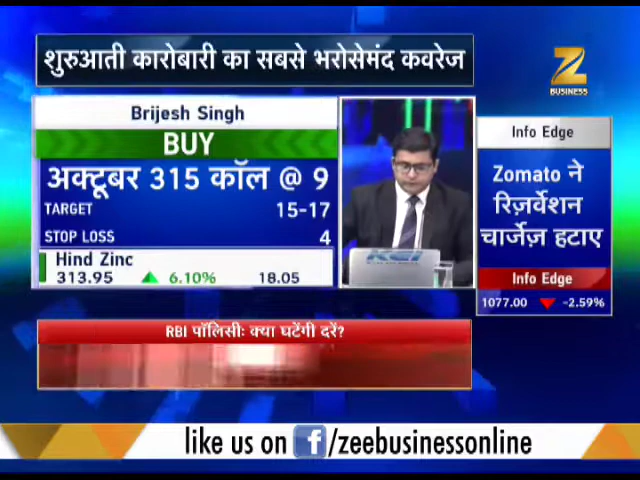 शुरुआती कारोबारी का सबसे भरोसेमंद कवरेज
Z
BUSINESS
Brijesh Singh
BUY
अक्टूबर 315 कॉल @ 9
TARGET 15-17
STOP LOSS 4
Hind Zinc
313.95 6.10% 18.05
Info Edge
Zomato ने
रिज़र्वेशन
चार्जेज़ हटाए
Info Edge
1077.00 -2.59%
KCI
RBI पॉलिसीः क्या घटेंगी दरें?
like us on f/zeebusinessonline